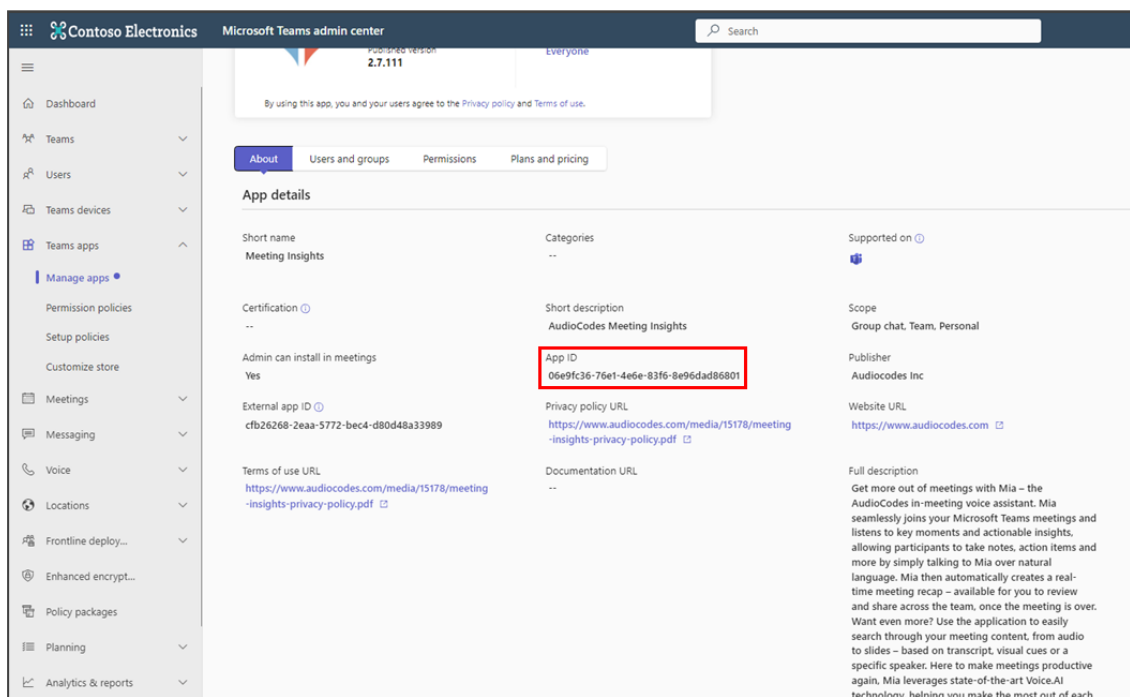 Contoso Electronics
Microsoft Teams admin center
Search
Published version
2.7.111
Everyone
By using this app, you and your users agree to the Privacy policy and Terms of use.
Dashboard
Teams
Users
Teams devices
Teams apps
Manage apps
Permission policies
Setup policies
Customize store
Meetings
Messaging
Voice
Locations
Frontline deploy...
Enhanced encrypt...
Policy packages
Planning
Analytics & reports
About
Users and groups
Permissions
Plans and pricing
App details
Short name
Meeting Insights
Categories
--
Supported on
Certification
--
Short description
AudioCodes Meeting Insights
Scope
Group chat, Team, Personal
Admin can install in meetings
Yes
App ID
06e9fc36-76e1-4e6e-83f6-8e96dad86801
Publisher
Audiocodes Inc
External app ID
cfb26268-2eaa-5772-bec4-d80d48a33989
Privacy policy URL
https://www.audiocodes.com/media/15178/meeting
-insights-privacy-policy.pdf
Website URL
https://www.audiocodes.com
Terms of use URL
https://www.audiocodes.com/media/15178/meeting
-insights-privacy-policy.pdf
Documentation URL
--
Full description
Get more out of meetings with Mia – the
AudioCodes in-meeting voice assistant. Mia
seamlessly joins your Microsoft Teams meetings and
listens to key moments and actionable insights,
allowing participants to take notes, action items and
more by simply talking to Mia over natural
language. Mia then automatically creates a real-
time meeting recap – available for you to review
and share across the team, once the meeting is over.
Want even more? Use the application to easily
search through your meeting content, from audio
to slides – based on transcript, visual cues or a
specific speaker. Here to make meetings productive
again, Mia leverages state-of-the-art Voice.AI
technology, helping you make the most out of each